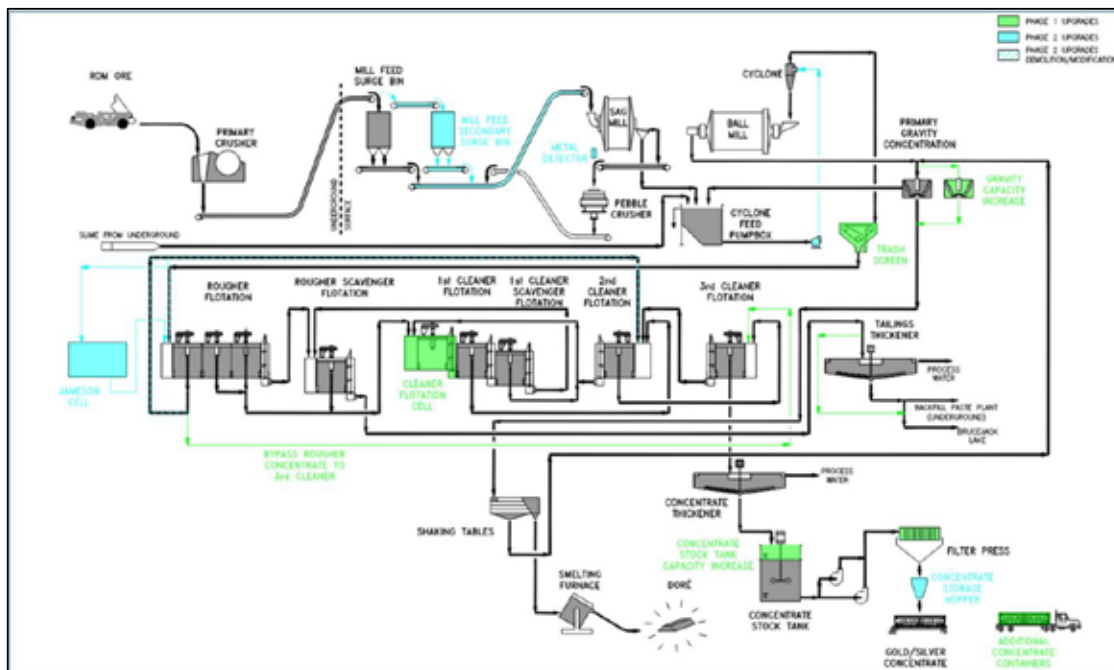 PHASE 1 UPGRADES
PHASE 2 UPGRADES
PHASE 2 UPGRADES
DEMOLITION/MODIFICATION
ROM ORE
PRIMARY
CRUSHER
UNDERGROUND
SURFACE
MILL FEED
SURGE BIN
MILL FEED
SECONDARY
SURGE BIN
METAL
DETECTOR
SAG
MILL
PEBBLE
CRUSHER
BALL
MILL
CYCLONE
PRIMARY
GRAVITY
CONCENTRATION
GRAVITY
CAPACITY
INCREASE
CYCLONE
FEED
PUMPBOX
TRASH
SCREEN
SLIME FROM UNDERGROUND
ROUGHER
FLOTATION
ROUGHER SCAVENGER
FLOTATION
1st CLEANER
FLOTATION
1st CLEANER
SCAVENGER
FLOTATION
2nd
CLEANER
FLOTATION
3rd CLEANER
FLOTATION
TAILINGS
THICKENER
JAMESON
CELL
CLEANER
FLOTATION
CELL
PROCESS
WATER
BACKFILL PASTE PLANT
(UNDERGROUND)
BRUCEJACK
LAKE
BYPASS ROUGHER
CONCENTRATE TO
3rd CLEANER
SHAKING TABLES
CONCENTRATE
THICKENER
PROCESS
WATER
CONCENTRATE
STOCK TANK
CAPACITY INCREASE
CONCENTRATE
STOCK TANK
SMELTING
FURNACE
DORÉ
FILTER PRESS
CONCENTRATE
STORAGE
HOPPER
GOLD/SILVER
CONCENTRATE
ADDITIONAL
CONCENTRATE
CONTAINERS